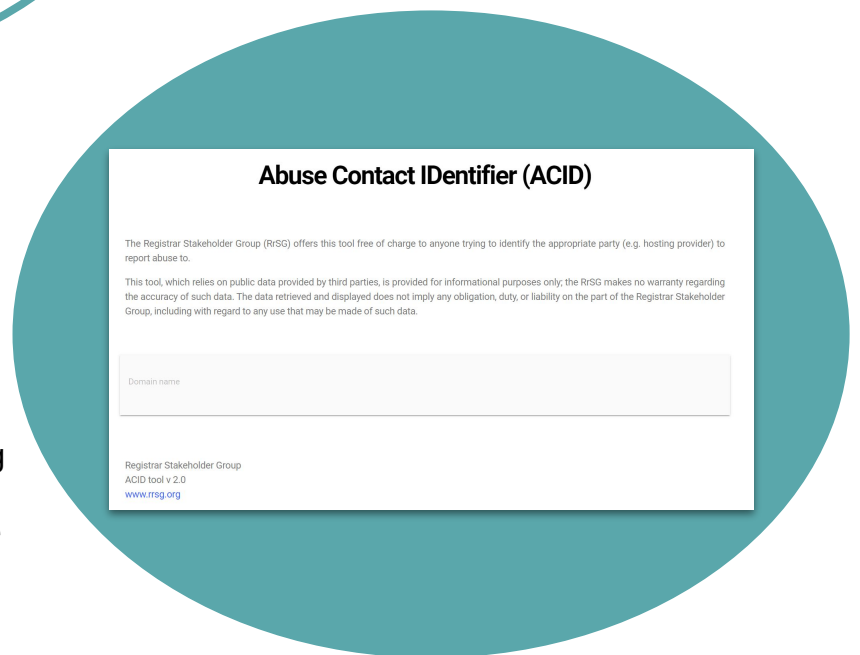 Abuse Contact IDentifier (ACID)
The Registrar Stakeholder Group (RrSG) offers this tool free of charge to anyone trying to identify the appropriate party (e.g. hosting provider) to
report abuse to.
This tool, which relies on public data provided by third parties, is provided for informational purposes only; the RrSG makes no warranty regarding
the accuracy of such data. The data retrieved and displayed does not imply any obligation, duty, or liability on the part of the Registrar Stakeholder
Group, including with regard to any use that may be made of such data.
Domain name
Registrar Stakeholder Group
ACID tool v 2.0
www.rrsg.org